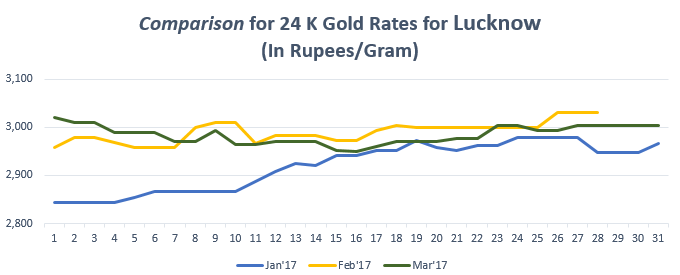 Comparison for 24 K Gold Rates for Lucknow
(In Rupees/Gram)
3,100
3,000
2,900
2,800
1 2 3 4 5 6 7 8 9 10 11 12 13 14 15 16 17 18 19 20 21 22 23 24 25 26 27 28 29 30 31
Jan'17 Feb'17 Mar'17